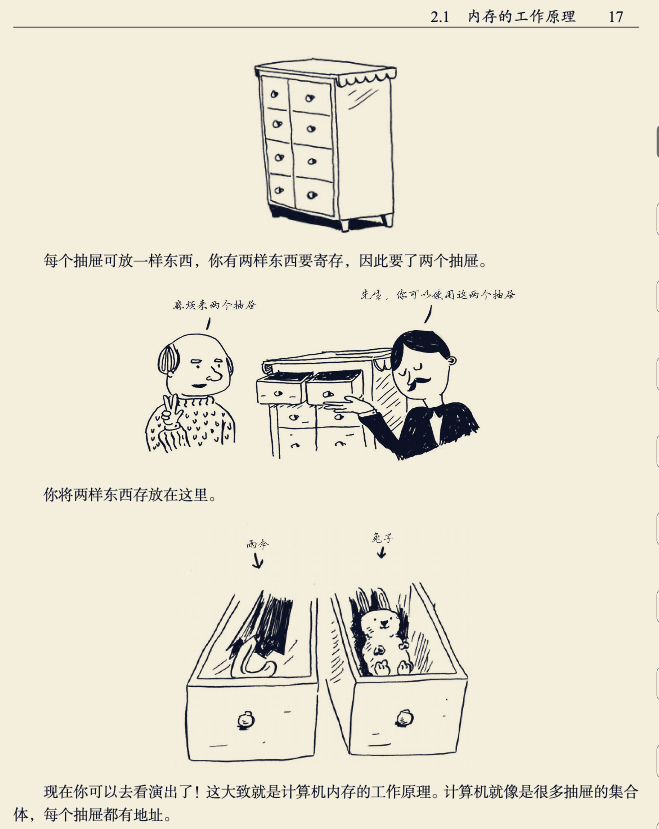 2.1 内存的工作原理 17
每个抽屉可放一样东西，你有两样东西要寄存，因此要了两个抽屉。
麻烦来两个抽屉
先生，你可以使用这两个抽屉
你将两样东西存放在这里。
雨伞
兔子
现在你可以去看演出了！这大致就是计算机内存的工作原理。计算机就像是很多抽屉的集合
体，每个抽屉都有地址。